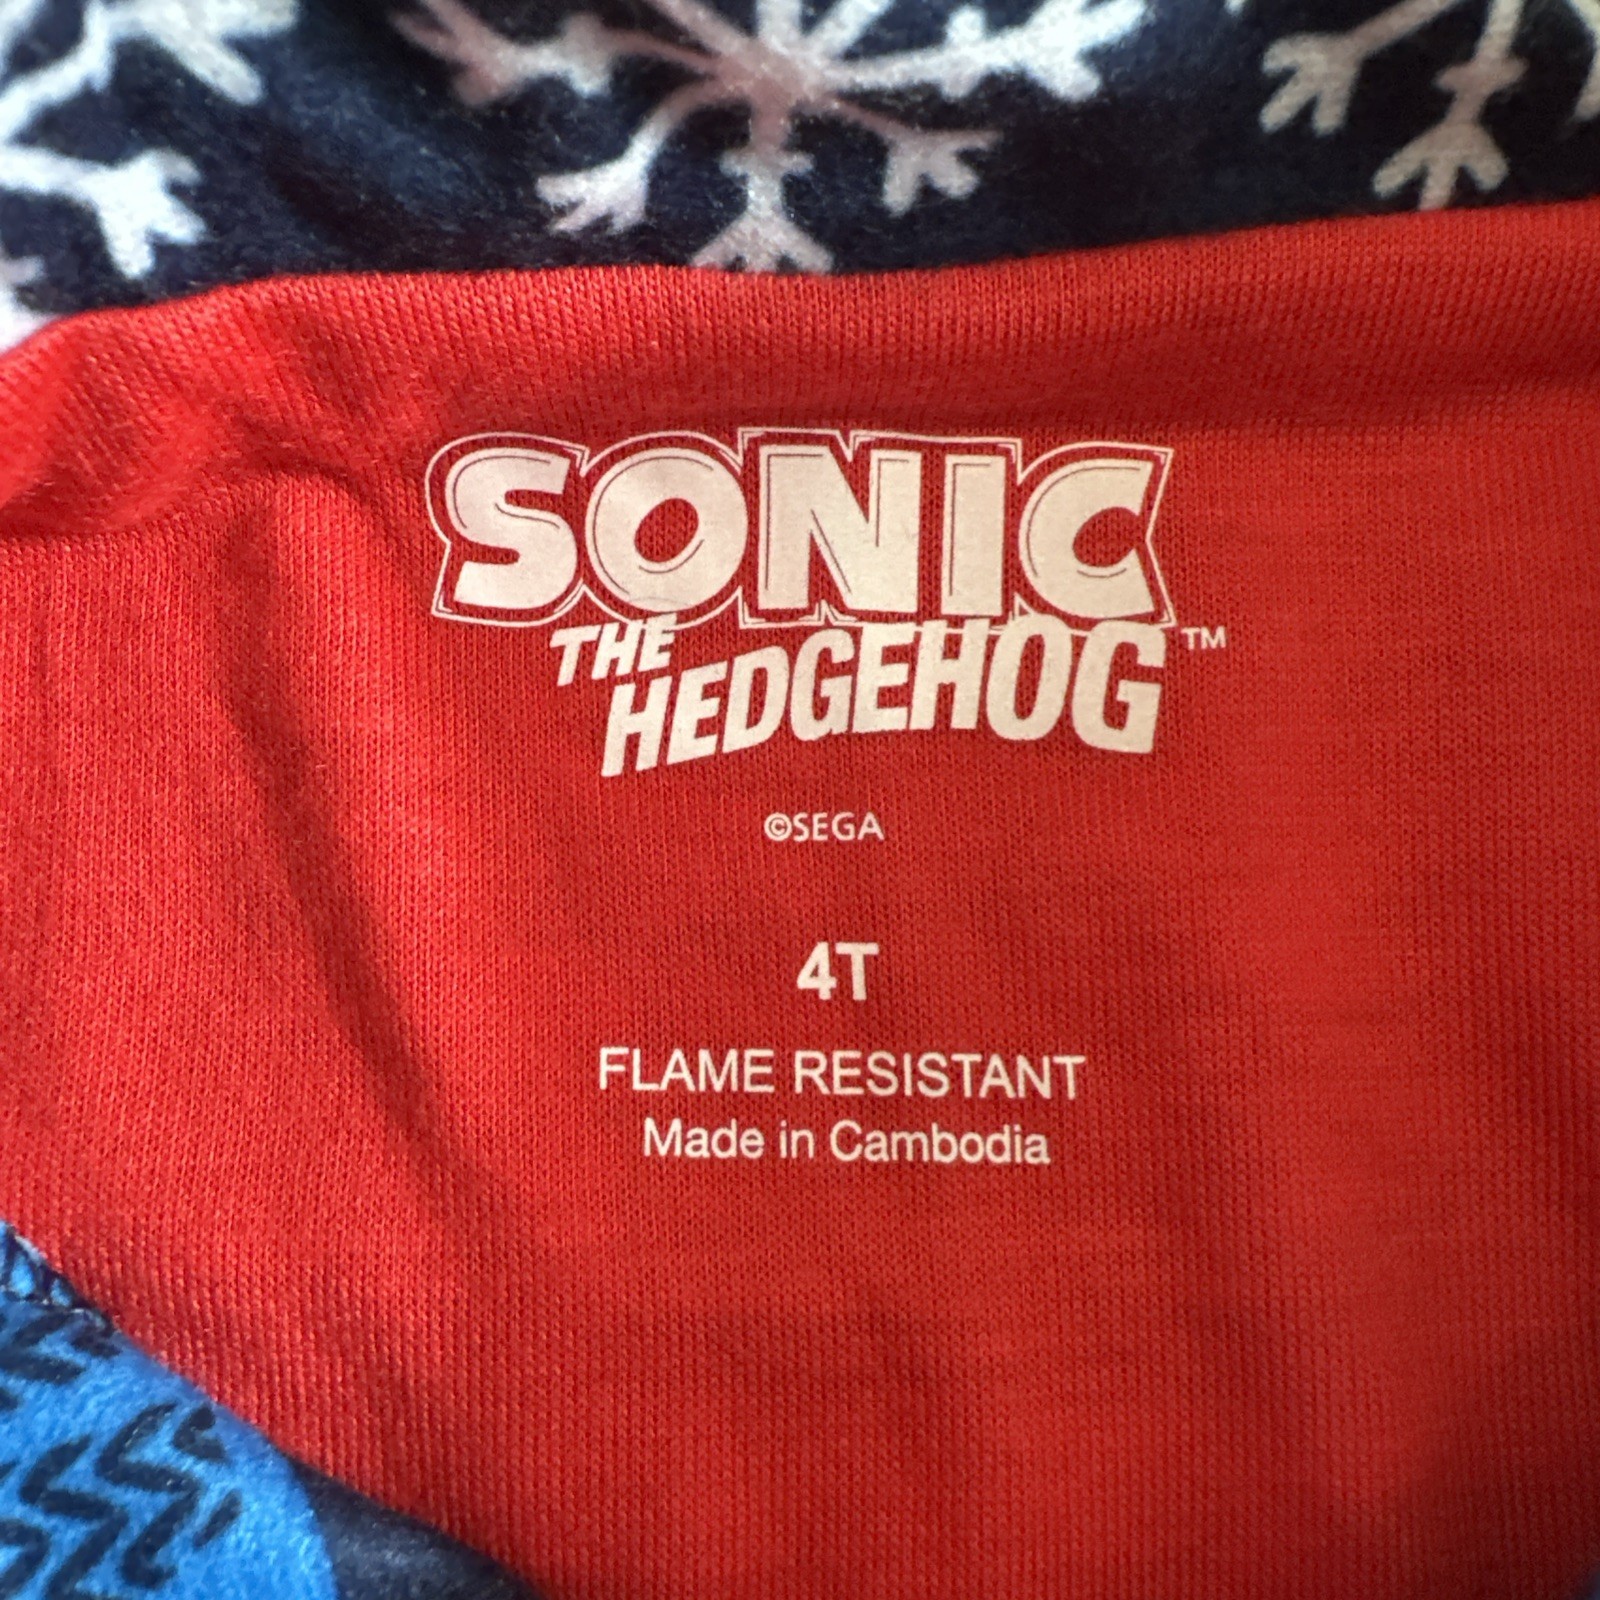 SONIC
THE
HEDGEHOG™
©SEGA
4T
FLAME RESISTANT
Made in Cambodia